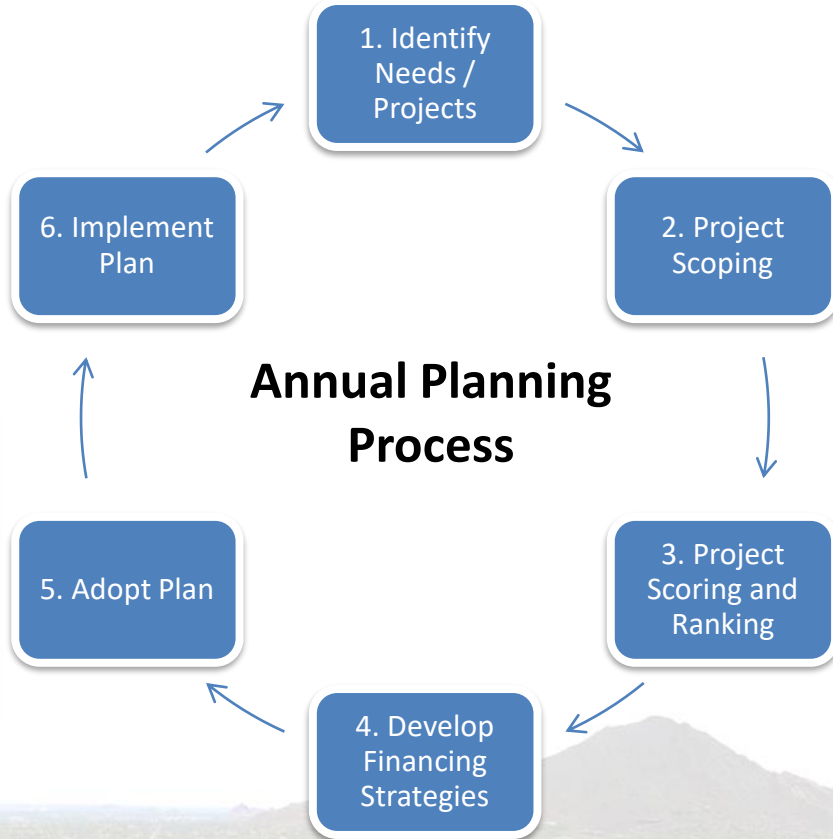 1. Identify
Needs /
Projects
2. Project
Scoping
3. Project
Scoring and
Ranking
4. Develop
Financing
Strategies
5. Adopt Plan
6. Implement
Plan
Annual Planning
Process